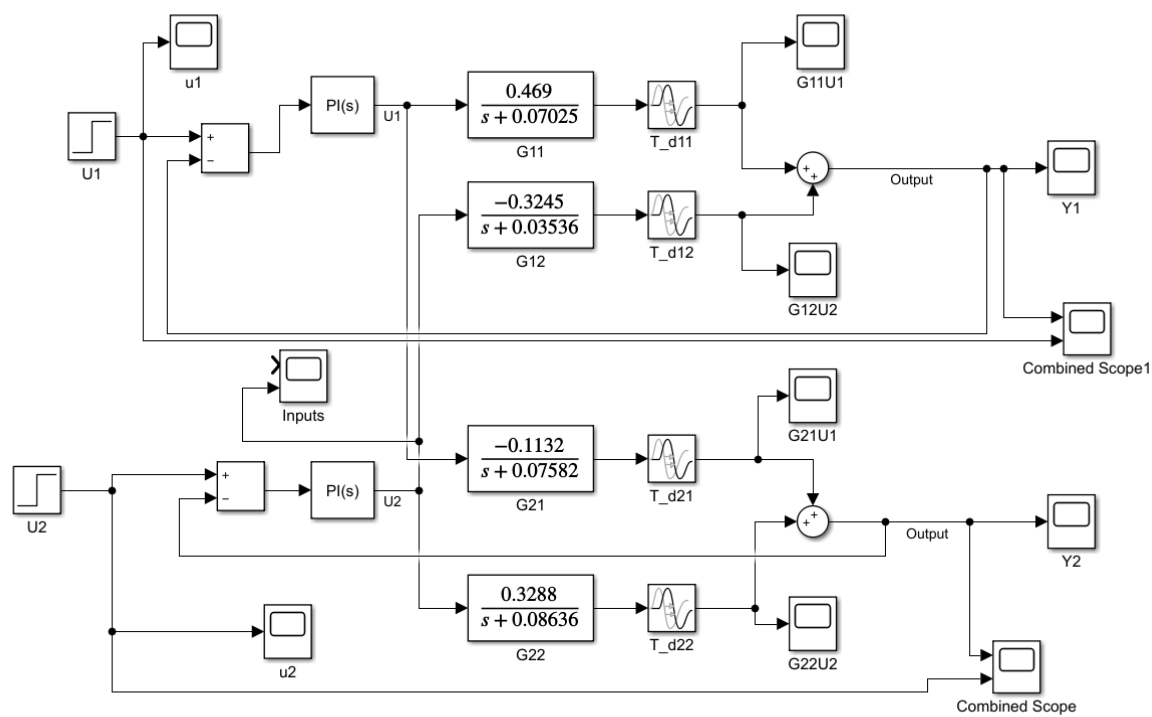 u1
G11U1
U1
+
−
PI(s)
U1
0.469
s + 0.07025
G11
T_d11
+
+
Output
Y1
−0.3245
s + 0.03536
G12
T_d12
G12U2
Combined Scope1
Inputs
G21U1
U2
+
−
PI(s)
U2
−0.1132
s + 0.07582
G21
T_d21
+
+
Output
Y2
0.3288
s + 0.08636
G22
T_d22
G22U2
u2
Combined Scope